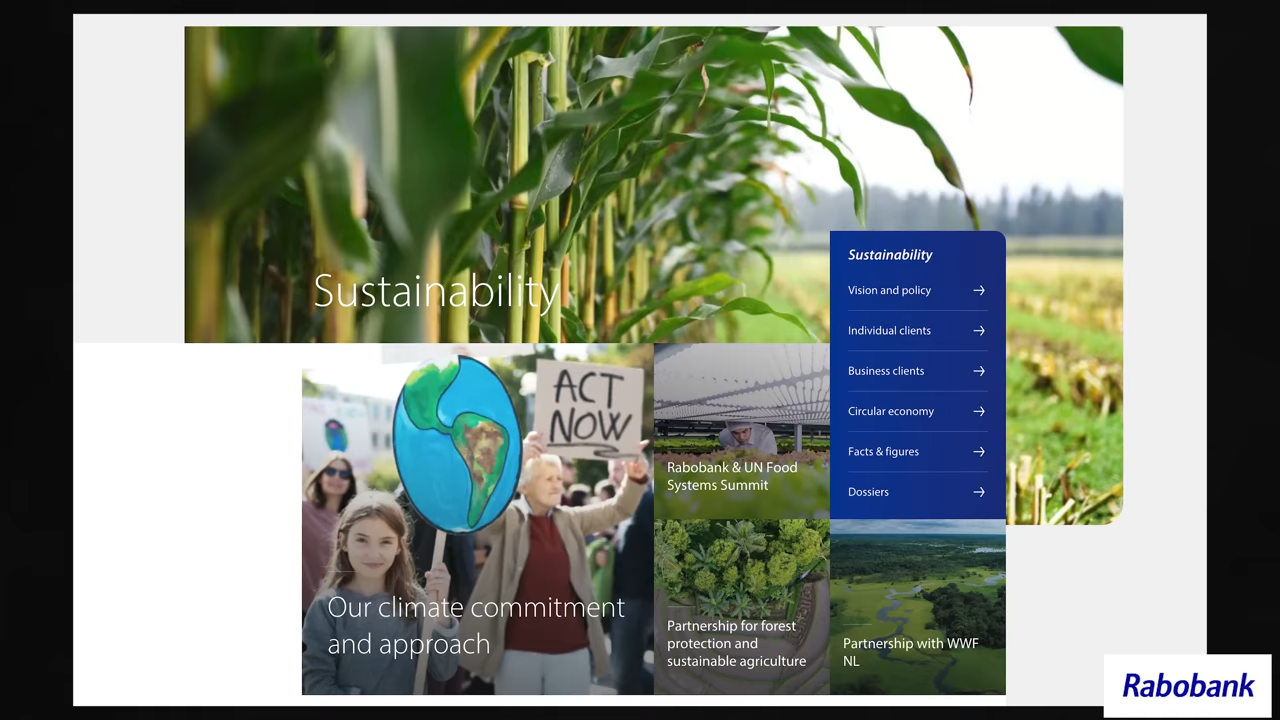 Sustainability
Sustainability
Vision and policy
Individual clients
Business clients
Circular economy
Facts & figures
Dossiers
ACT
NOW
Rabobank & UN Food
Systems Summit
Our climate commitment
and approach
Partnership for forest
protection and
sustainable agriculture
Partnership with WWF
NL
Rabobank